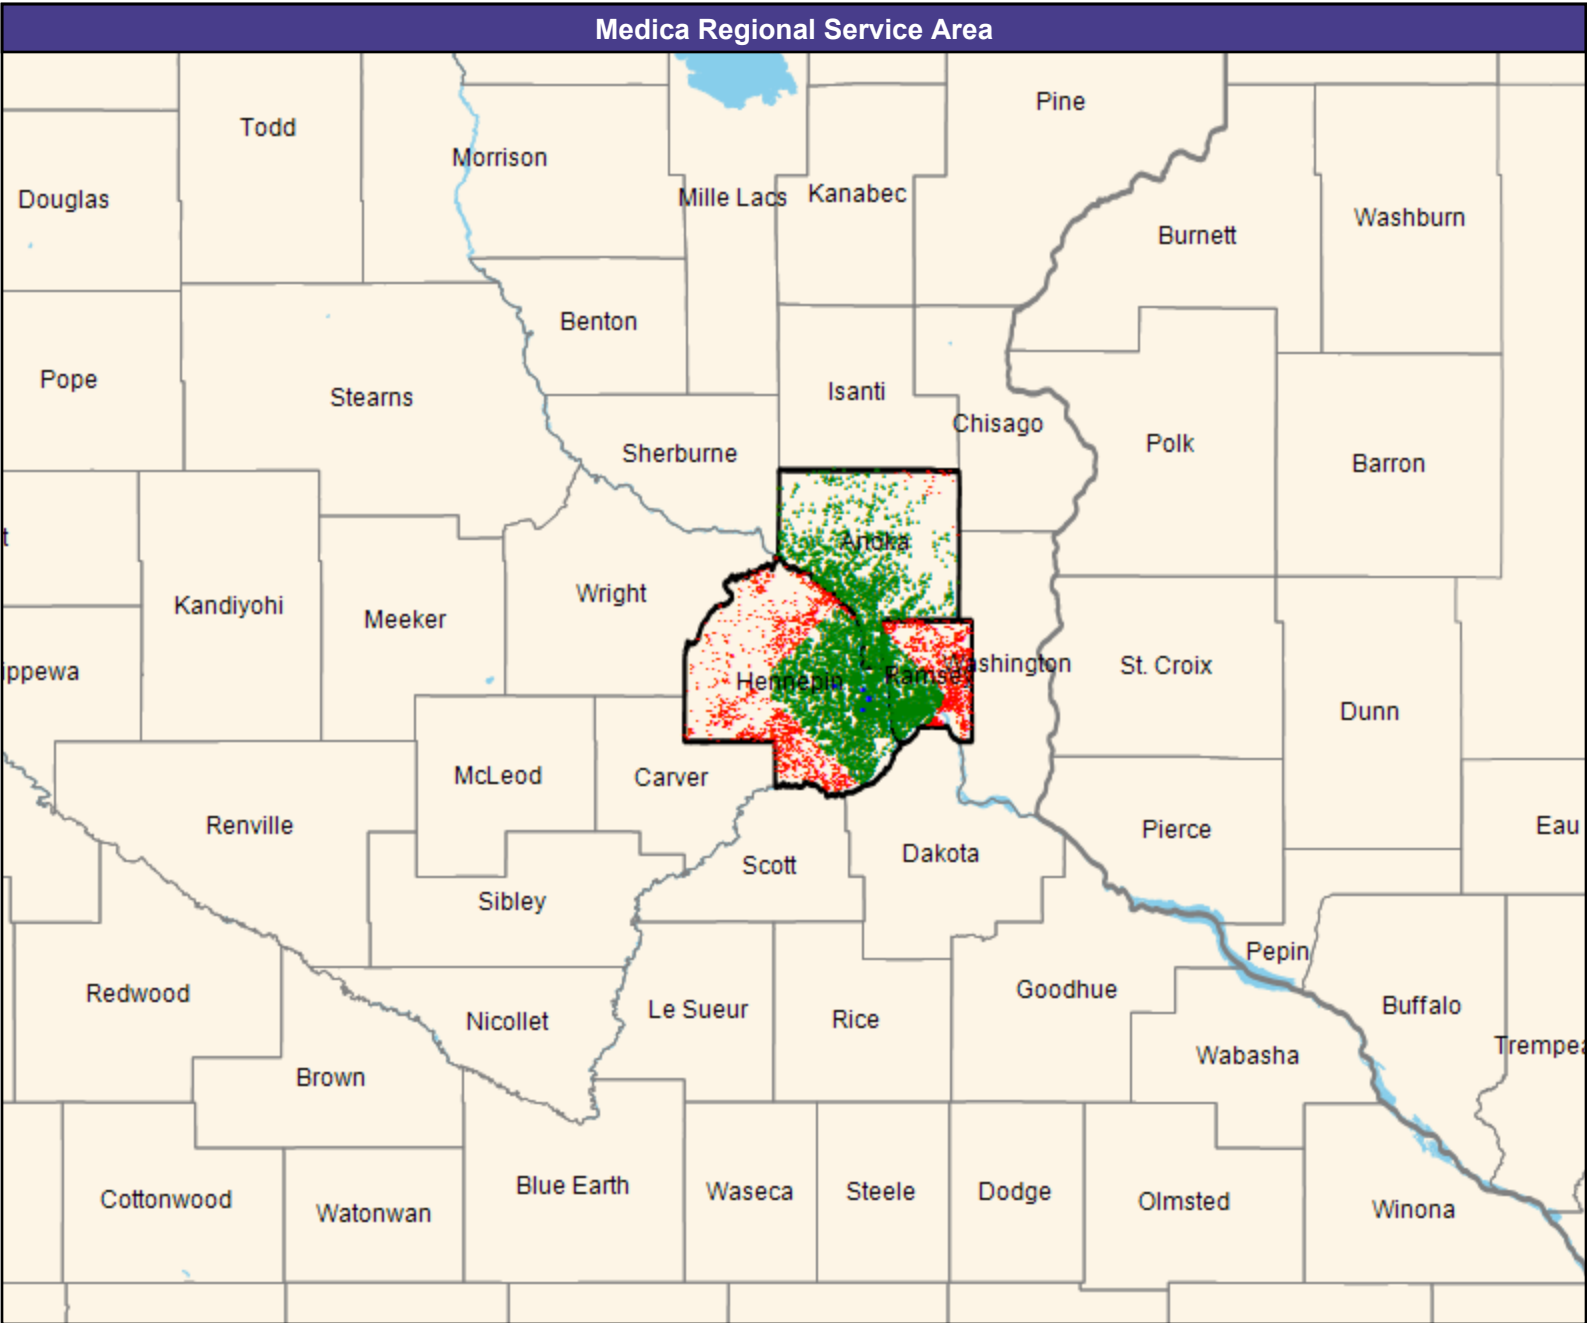 Medica Regional Service Area
Pine
Todd
Morrison
Douglas
Mille Lacs
Kanabec
Washburn
Burnett
Benton
Pope
Stearns
Isanti
Chisago
Polk
Sherburne
Barron
t
Anoka
Wright
Kandiyohi
Meeker
ippewa
Hennepin
Ramsey
Washington
St. Croix
Dunn
McLeod
Carver
Renville
Pierce
Eau
Scott
Dakota
Sibley
Pepin
Redwood
Goodhue
Le Sueur
Rice
Nicollet
Buffalo
Trempea
Wabasha
Brown
Blue Earth
Waseca
Steele
Dodge
Olmsted
Cottonwood
Watonwan
Winona